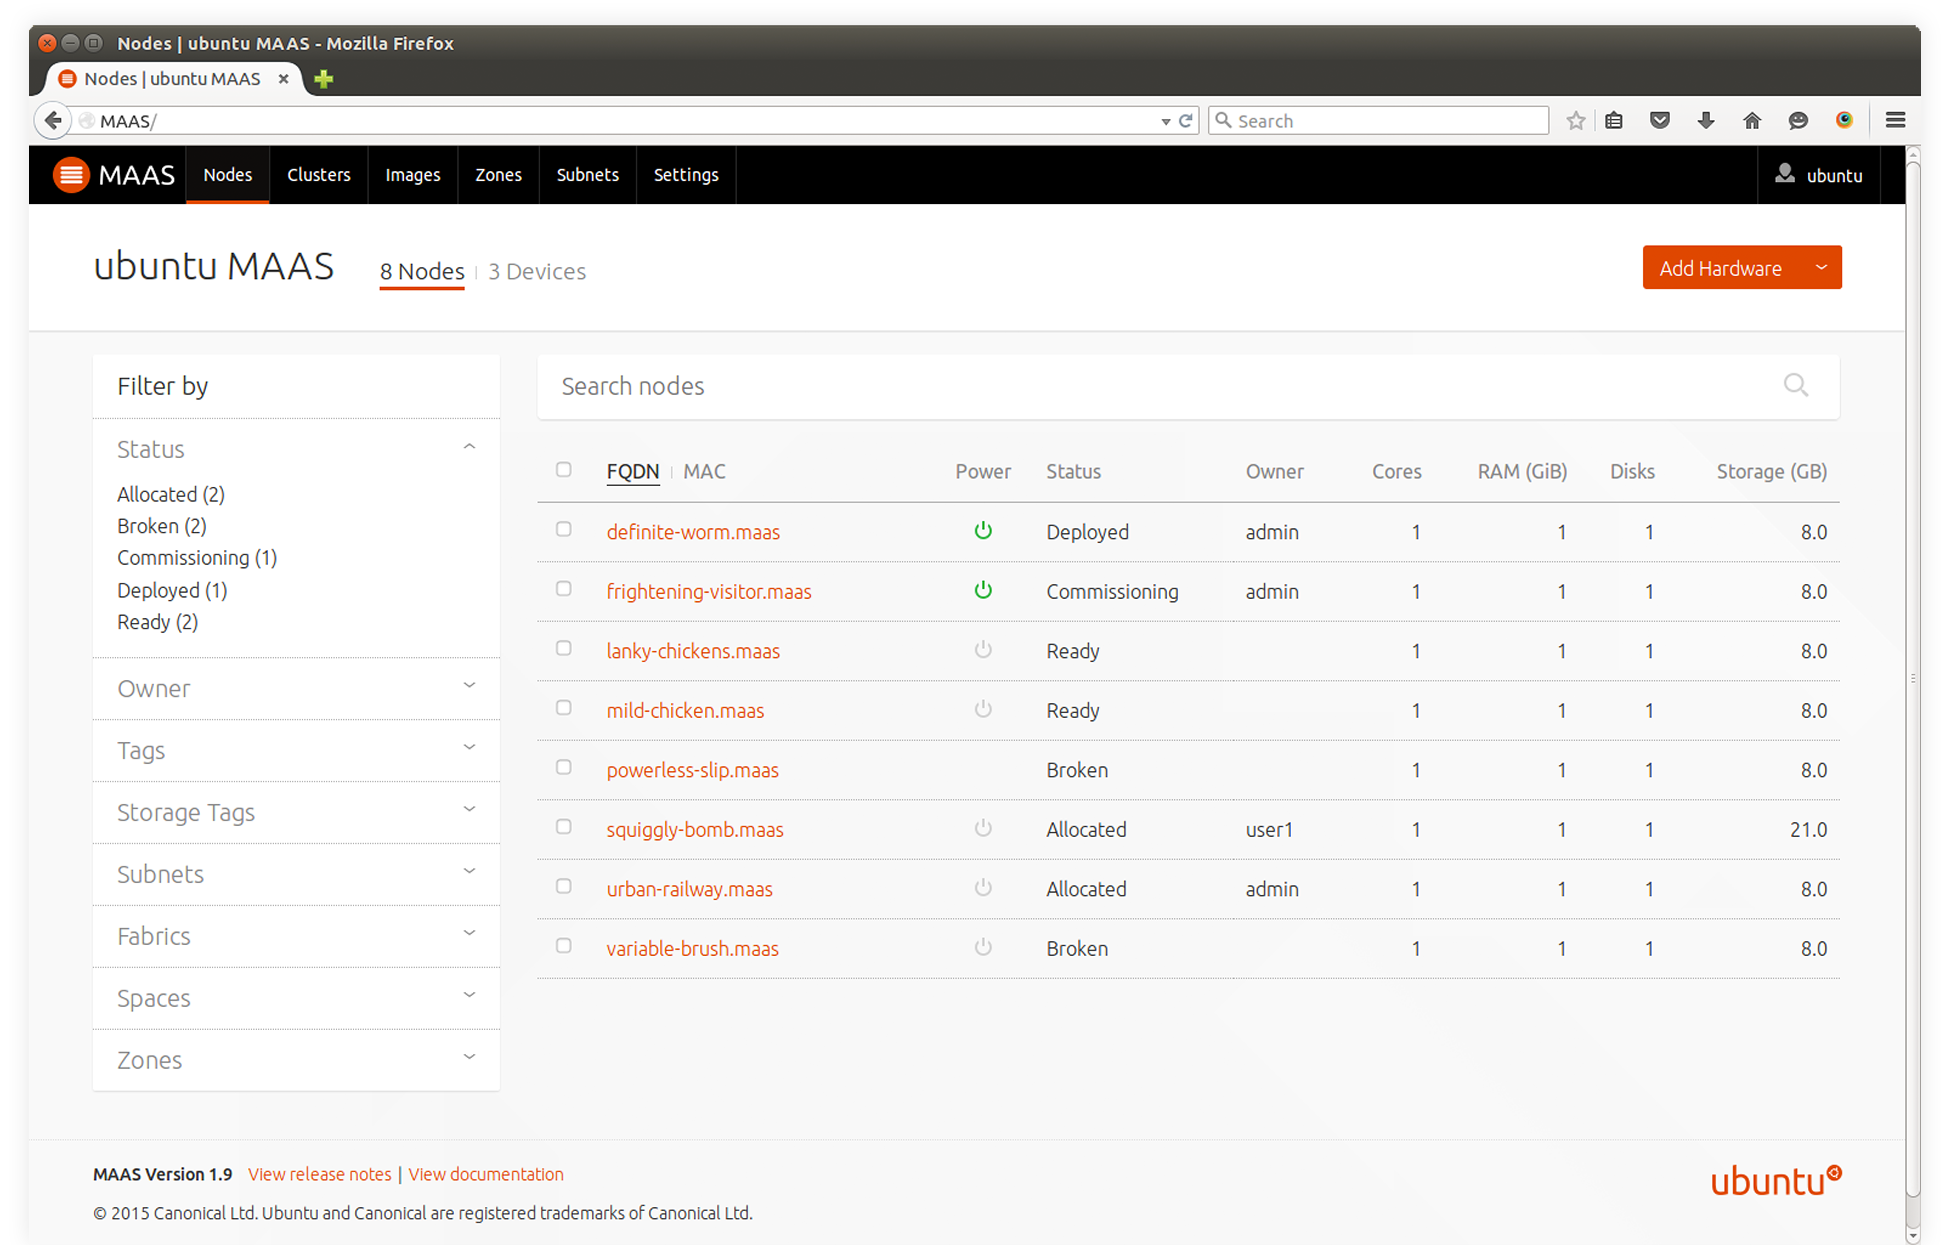 Nodes | ubuntu MAAS - Mozilla Firefox
Nodes | ubuntu MAAS
MAAS/
Search
MAAS Nodes Clusters Images Zones Subnets Settings ubuntu
ubuntu MAAS 8 Nodes 3 Devices Add Hardware
Filter by
Status
Allocated (2)
Broken (2)
Commissioning (1)
Deployed (1)
Ready (2)
Owner
Tags
Storage Tags
Subnets
Fabrics
Spaces
Zones
Search nodes
FQDN MAC Power Status Owner Cores RAM (GiB) Disks Storage (GB)
definite-worm.maas Deployed admin 1 1 1 8.0
frightening-visitor.maas Commissioning admin 1 1 1 8.0
lanky-chickens.maas Ready 1 1 1 8.0
mild-chicken.maas Ready 1 1 1 8.0
powerless-slip.maas Broken 1 1 1 8.0
squiggly-bomb.maas Allocated user1 1 1 1 21.0
urban-railway.maas Allocated admin 1 1 1 8.0
variable-brush.maas Broken 1 1 1 8.0
MAAS Version 1.9 View release notes | View documentation
© 2015 Canonical Ltd. Ubuntu and Canonical are registered trademarks of Canonical Ltd.
ubuntu